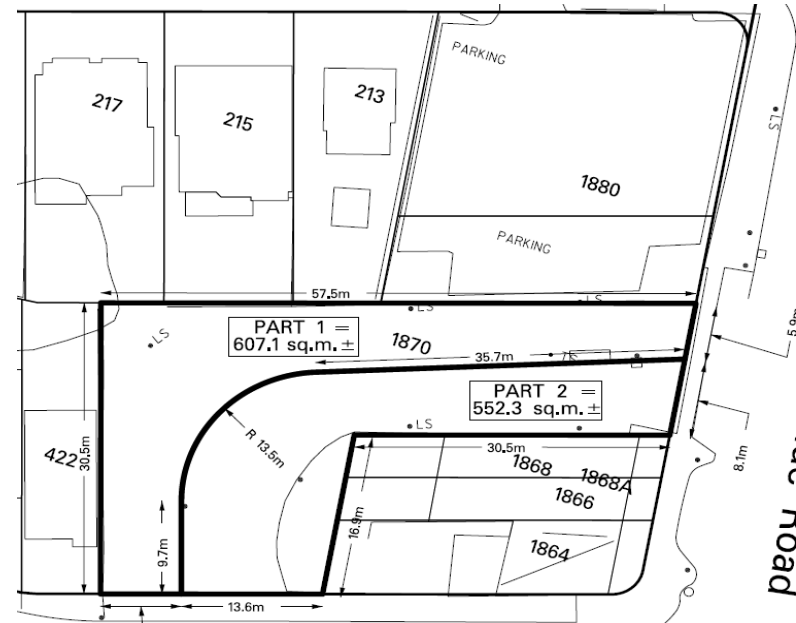 PARKING
217
215
213
LS
1880
PARKING
57.5m
LS
LS
LS
PART 1 =
607.1 sq.m. ±
1870
5.9m
35.7m
LS
PART 2 =
552.3 sq.m. ±
30.5m
422
R 13.5m
LS
30.5m
8.1m
1868
1868A
1866
16.9m
9.7m
1864
Road
13.6m